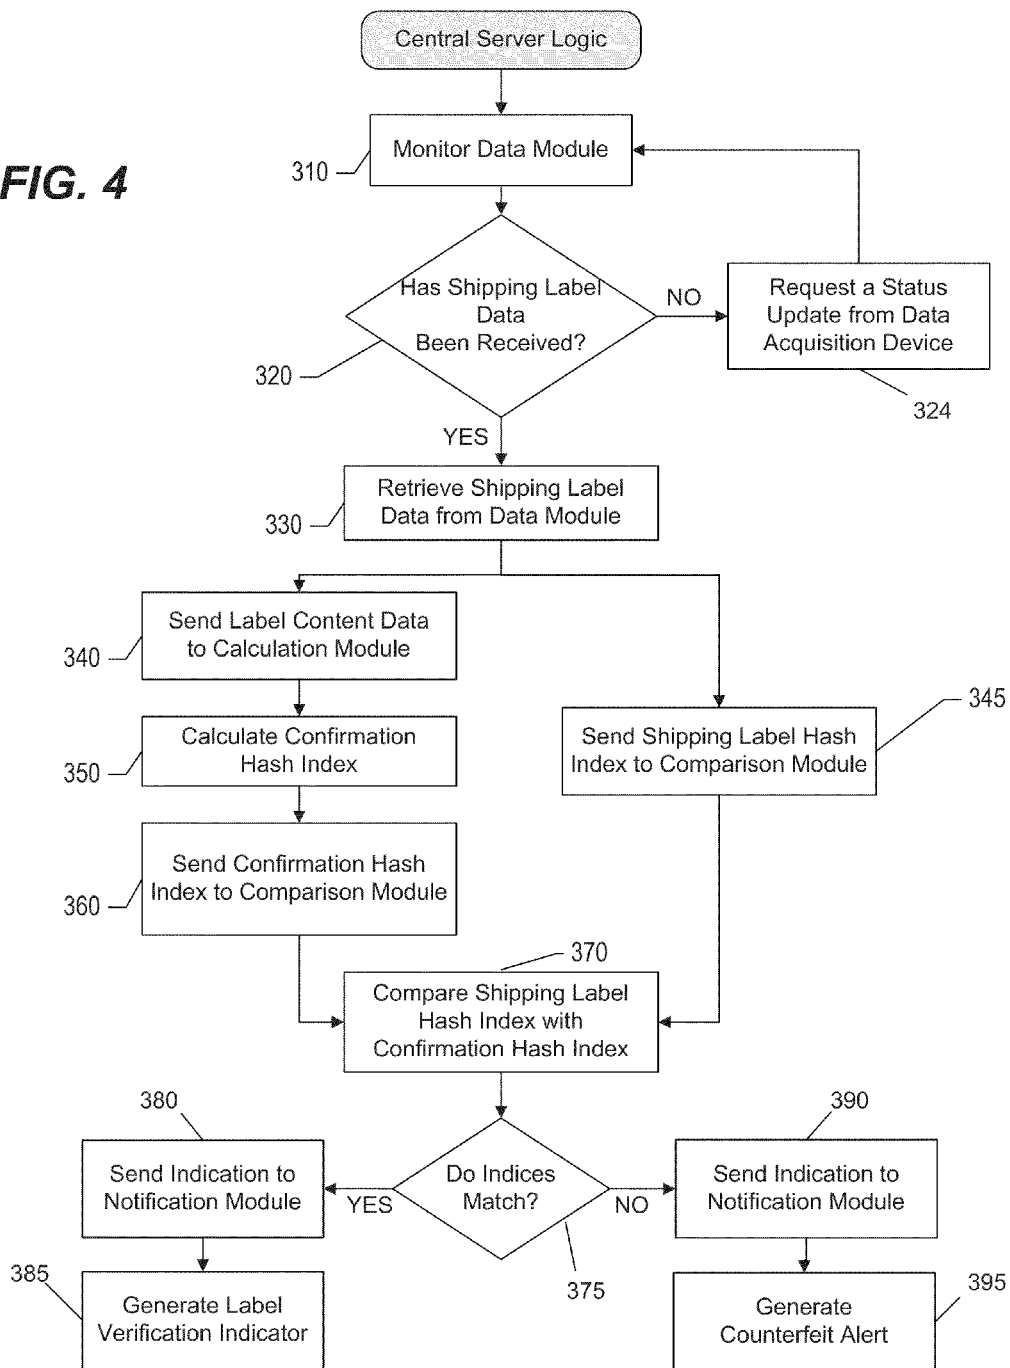 Central Server Logic
FIG. 4
310
Monitor Data Module
Has Shipping Label
Data
Been Received?
320
NO
Request a Status
Update from Data
Acquisition Device
324
YES
330
Retrieve Shipping Label
Data from Data Module
340
Send Label Content Data
to Calculation Module
350
Calculate Confirmation
Hash Index
345
Send Shipping Label Hash
Index to Comparison Module
360
Send Confirmation Hash
Index to Comparison Module
370
Compare Shipping Label
Hash Index with
Confirmation Hash Index
380
Send Indication to
Notification Module
YES
Do Indices
Match?
375
NO
390
Send Indication to
Notification Module
385
Generate Label
Verification Indicator
395
Generate
Counterfeit Alert